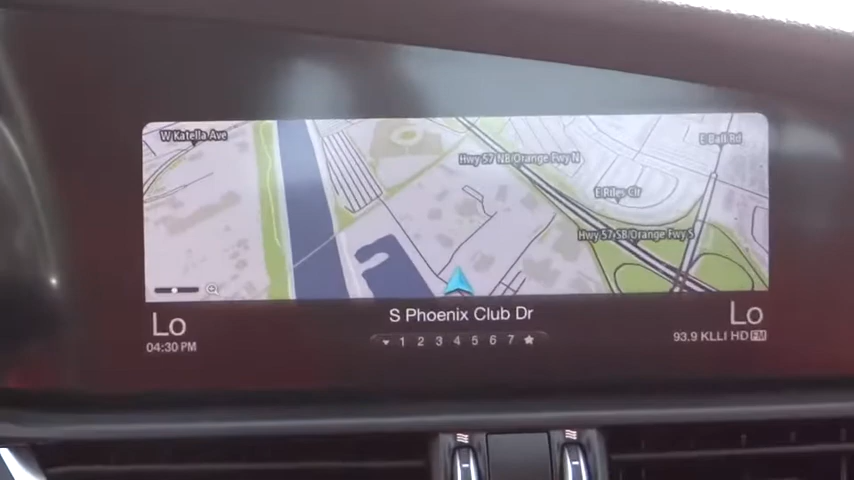 W Katella Ave
E Ball Rd
Hwy 57 NB/Orange Fwy N
E Riles Cir
Hwy 57 SB/Orange Fwy S
S Phoenix Club Dr
Lo
Lo
04:30 PM
1 2 3 4 5 6 7
93.9 KLLI HD FM